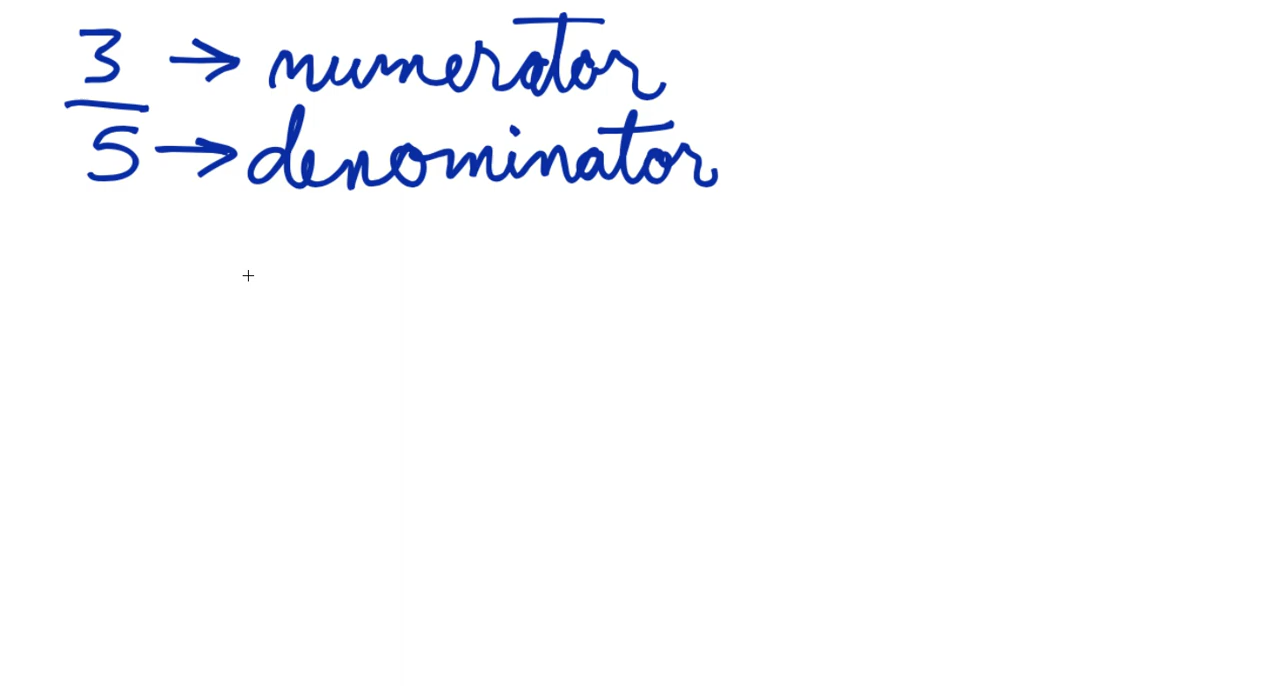 3 → numerator
5 → denominator